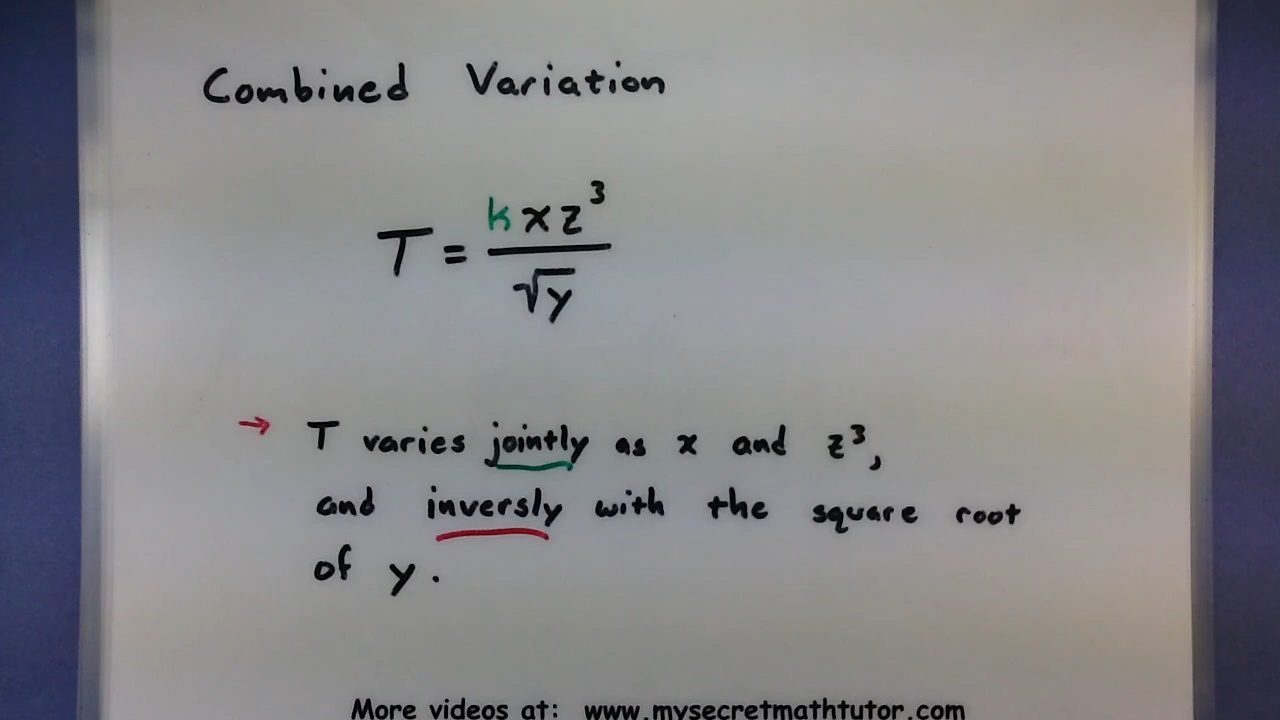 Combined Variation
T = kxz³
√y
→ T varies jointly as x and z³,
and inversly with the square root
of y.
More videos at: www.mysecretmathtutor.com